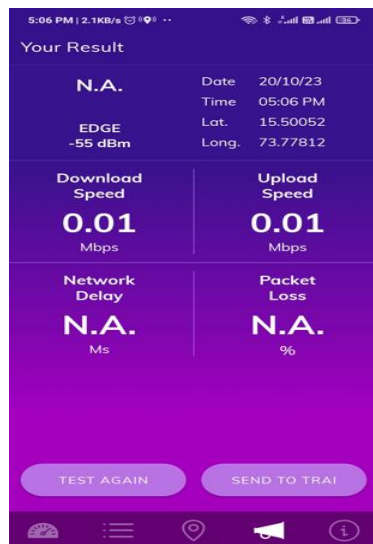 5:06 PM | 2.1KB/s
Your Result
N.A.
EDGE
-55 dBm
Date 20/10/23
Time 05:06 PM
Lat. 15.50052
Long. 73.77812
Download
Speed
0.01
Mbps
Upload
Speed
0.01
Mbps
Network
Delay
N.A.
Ms
Packet
Loss
N.A.
%
TEST AGAIN
SEND TO TRAI